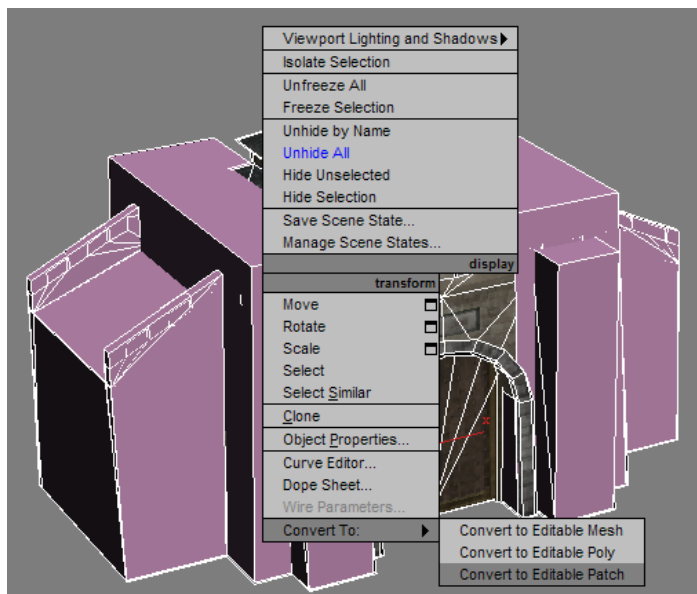 Viewport Lighting and Shadows
Isolate Selection
Unfreeze All
Freeze Selection
Unhide by Name
Unhide All
Hide Unselected
Hide Selection
Save Scene State...
Manage Scene States...
display
transform
Move
Rotate
Scale
Select
Select Similar
Clone
Object Properties...
Curve Editor...
Dope Sheet...
Wire Parameters...
Convert To:
Convert to Editable Mesh
Convert to Editable Poly
Convert to Editable Patch
x